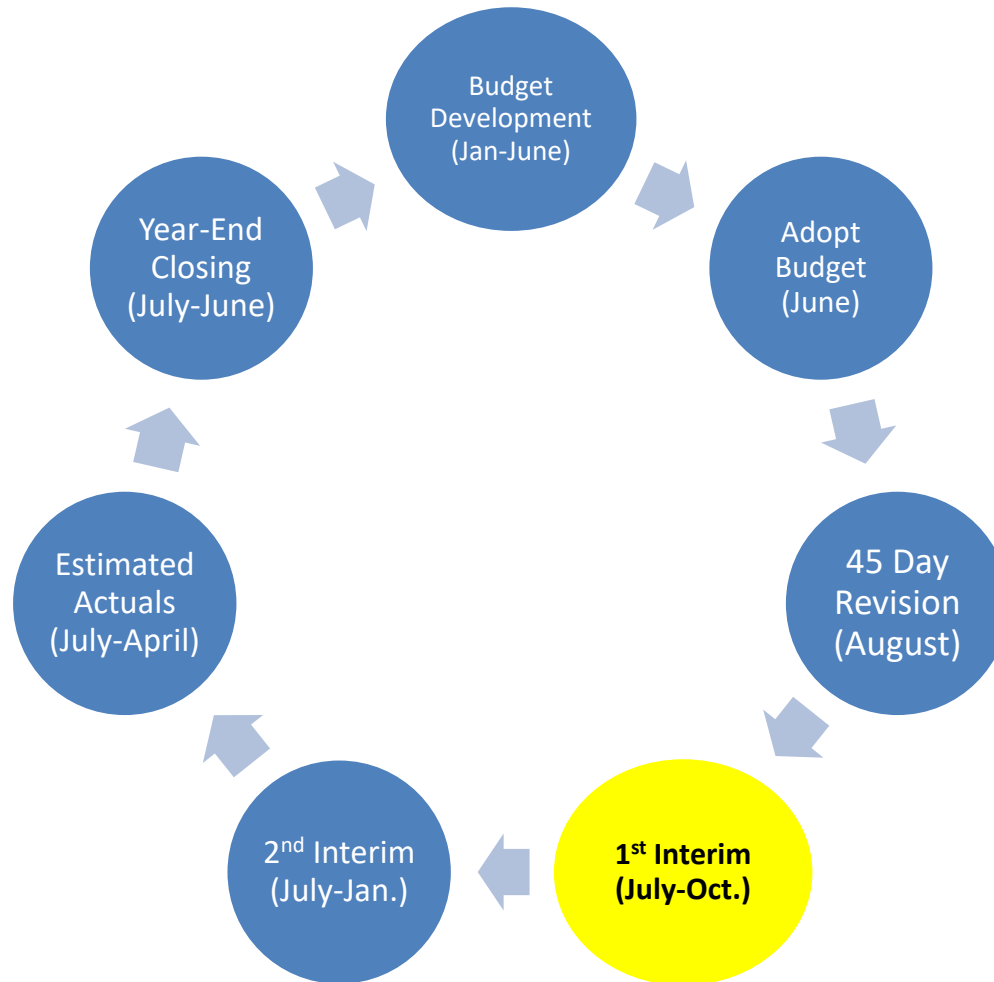 Budget
Development
(Jan-June)
Adopt
Budget
(June)
45 Day
Revision
(August)
1st Interim
(July-Oct.)
2nd Interim
(July-Jan.)
Estimated
Actuals
(July-April)
Year-End
Closing
(July-June)